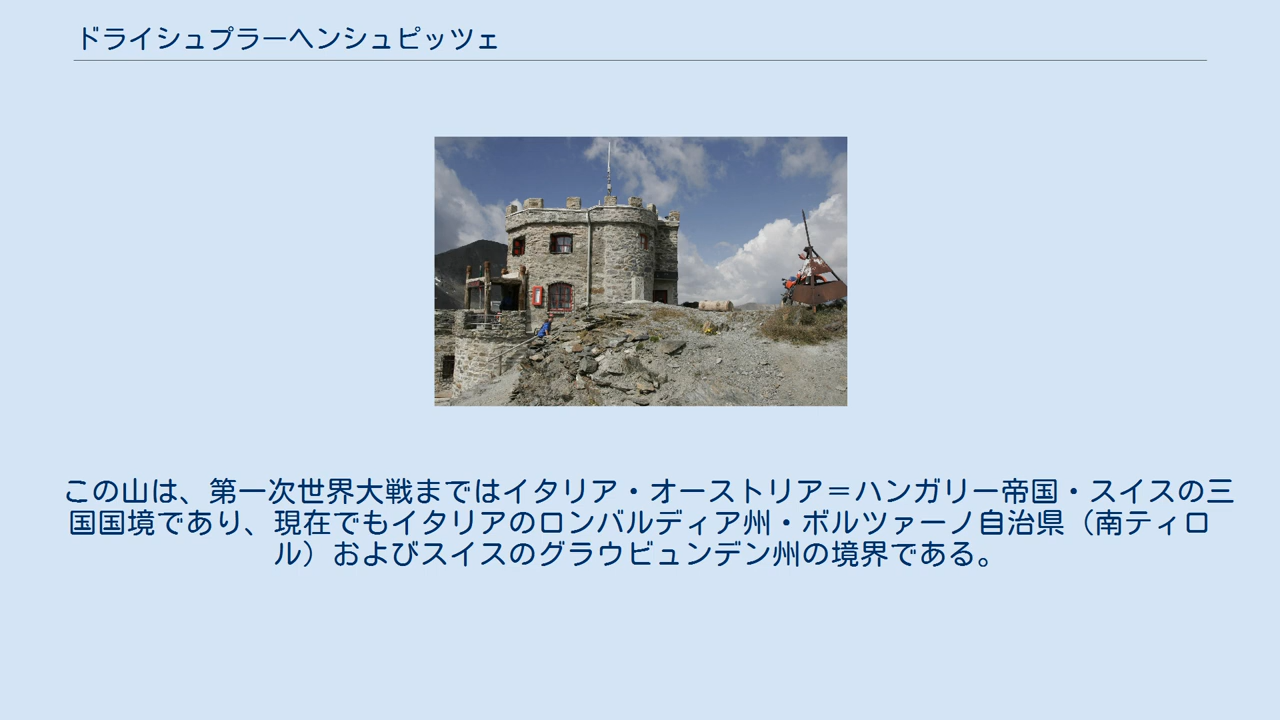 ドライシュプラーヘンシュピッツェ
この山は、第一次世界大戦まではイタリア・オーストリア＝ハンガリー帝国・スイスの三
国国境であり、現在でもイタリアのロンバルディア州・ボルツァーノ自治県（南ティロ
ル）およびスイスのグラウビュンデン州の境界である。